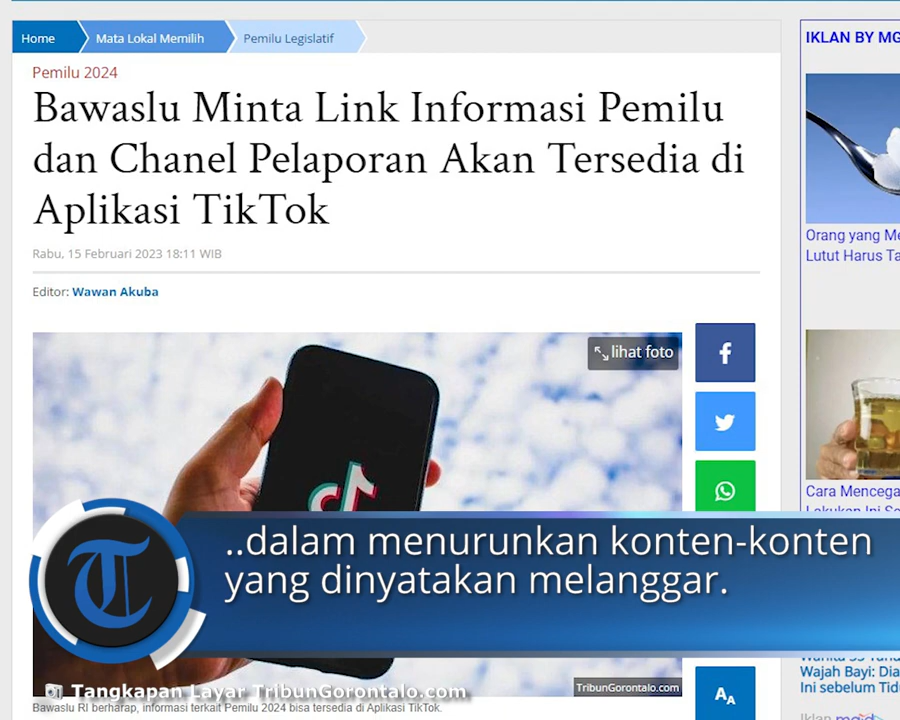 Home
Mata Lokal Memilih
Pemilu Legislatif
IKLAN BY MG
Pemilu 2024
Bawaslu Minta Link Informasi Pemilu
dan Chanel Pelaporan Akan Tersedia di
Aplikasi TikTok
Rabu, 15 Februari 2023 18:11 WIB
Editor: Wawan Akuba
lihat foto
Orang yang Me
Lutut Harus Ta
Cara Mencega
..dalam menurunkan konten-konten
yang dinyatakan melanggar.
Wajah Bayi: Dia
Ini sebelum Tid
TribunGorontalo.com
Tangkapan Layar TribunGorontalo.com
Bawaslu RI berharap, informasi terkait Pemilu 2024 bisa tersedia di Aplikasi TikTok.
AA
Iklan mgid